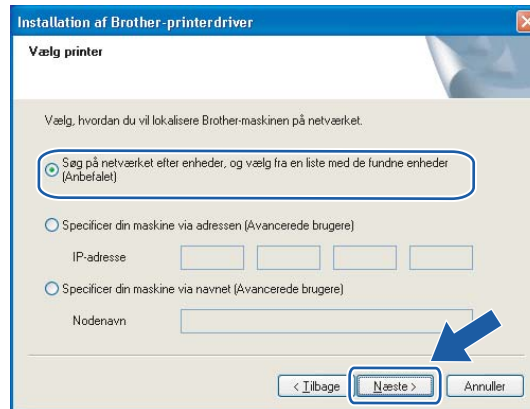 Installation af Brother-printerdriver
Vælg printer
Vælg, hvordan du vil lokalisere Brother-maskinen på netværket.
Søg på netværket efter enheder, og vælg fra en liste med de fundne enheder
(Anbefalet)
Specificer din maskine via adressen (Avancerede brugere)
IP-adresse
Specificer din maskine via navnet (Avancerede brugere)
Nodenavn
< Tilbage Næste > Annuller